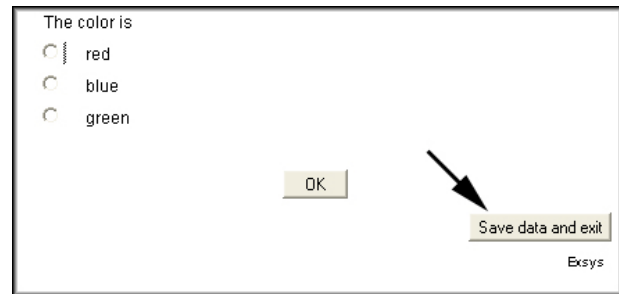 The color is
red
blue
green
OK
Save data and exit
Exsys